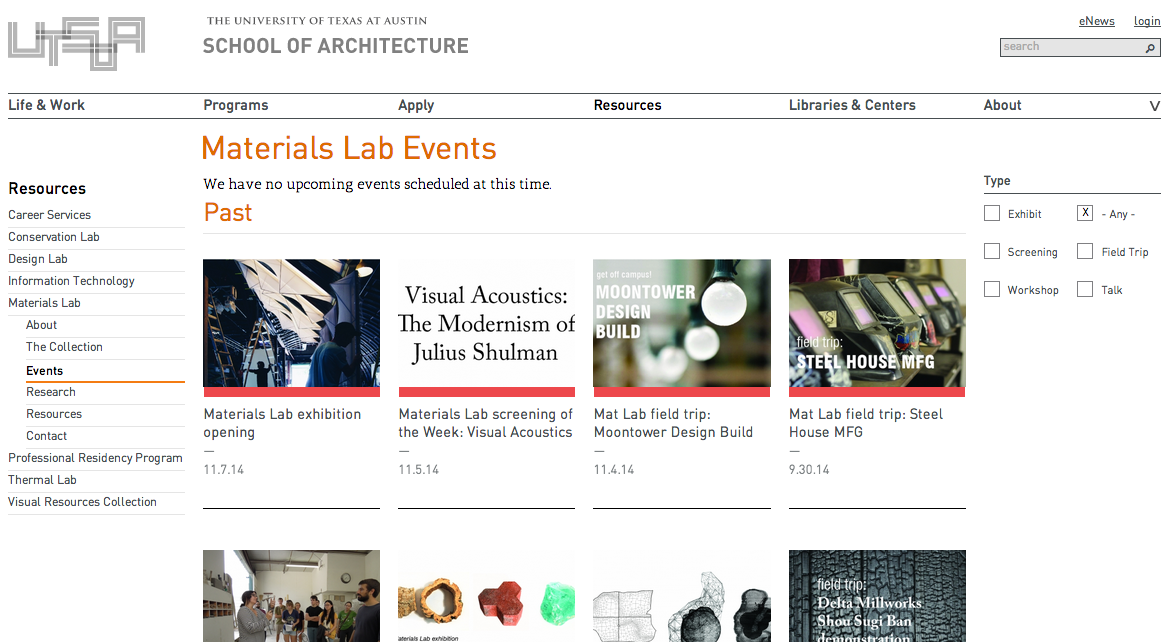 UTSOA
THE UNIVERSITY OF TEXAS AT AUSTIN
SCHOOL OF ARCHITECTURE
eNews login
search
Life & Work Programs Apply Resources Libraries & Centers About V
Materials Lab Events
We have no upcoming events scheduled at this time.
Past
Resources
Career Services
Conservation Lab
Design Lab
Information Technology
Materials Lab
About
The Collection
Events
Research
Resources
Contact
Professional Residency Program
Thermal Lab
Visual Resources Collection
Type
Exhibit X - Any -
Screening Field Trip
Workshop Talk
Visual Acoustics:
The Modernism of
Julius Shulman
get off campus!
MOONTOWER
DESIGN
BUILD
field trip:
STEEL HOUSE MFG
Materials Lab exhibition
opening
—
11.7.14
Materials Lab screening of
the Week: Visual Acoustics
—
11.5.14
Mat Lab field trip:
Moontower Design Build
—
11.4.14
Mat Lab field trip: Steel
House MFG
—
9.30.14
aterials Lab exhibition
field trip:
Delta Millworks
Shou Sugi Ban
demonstration